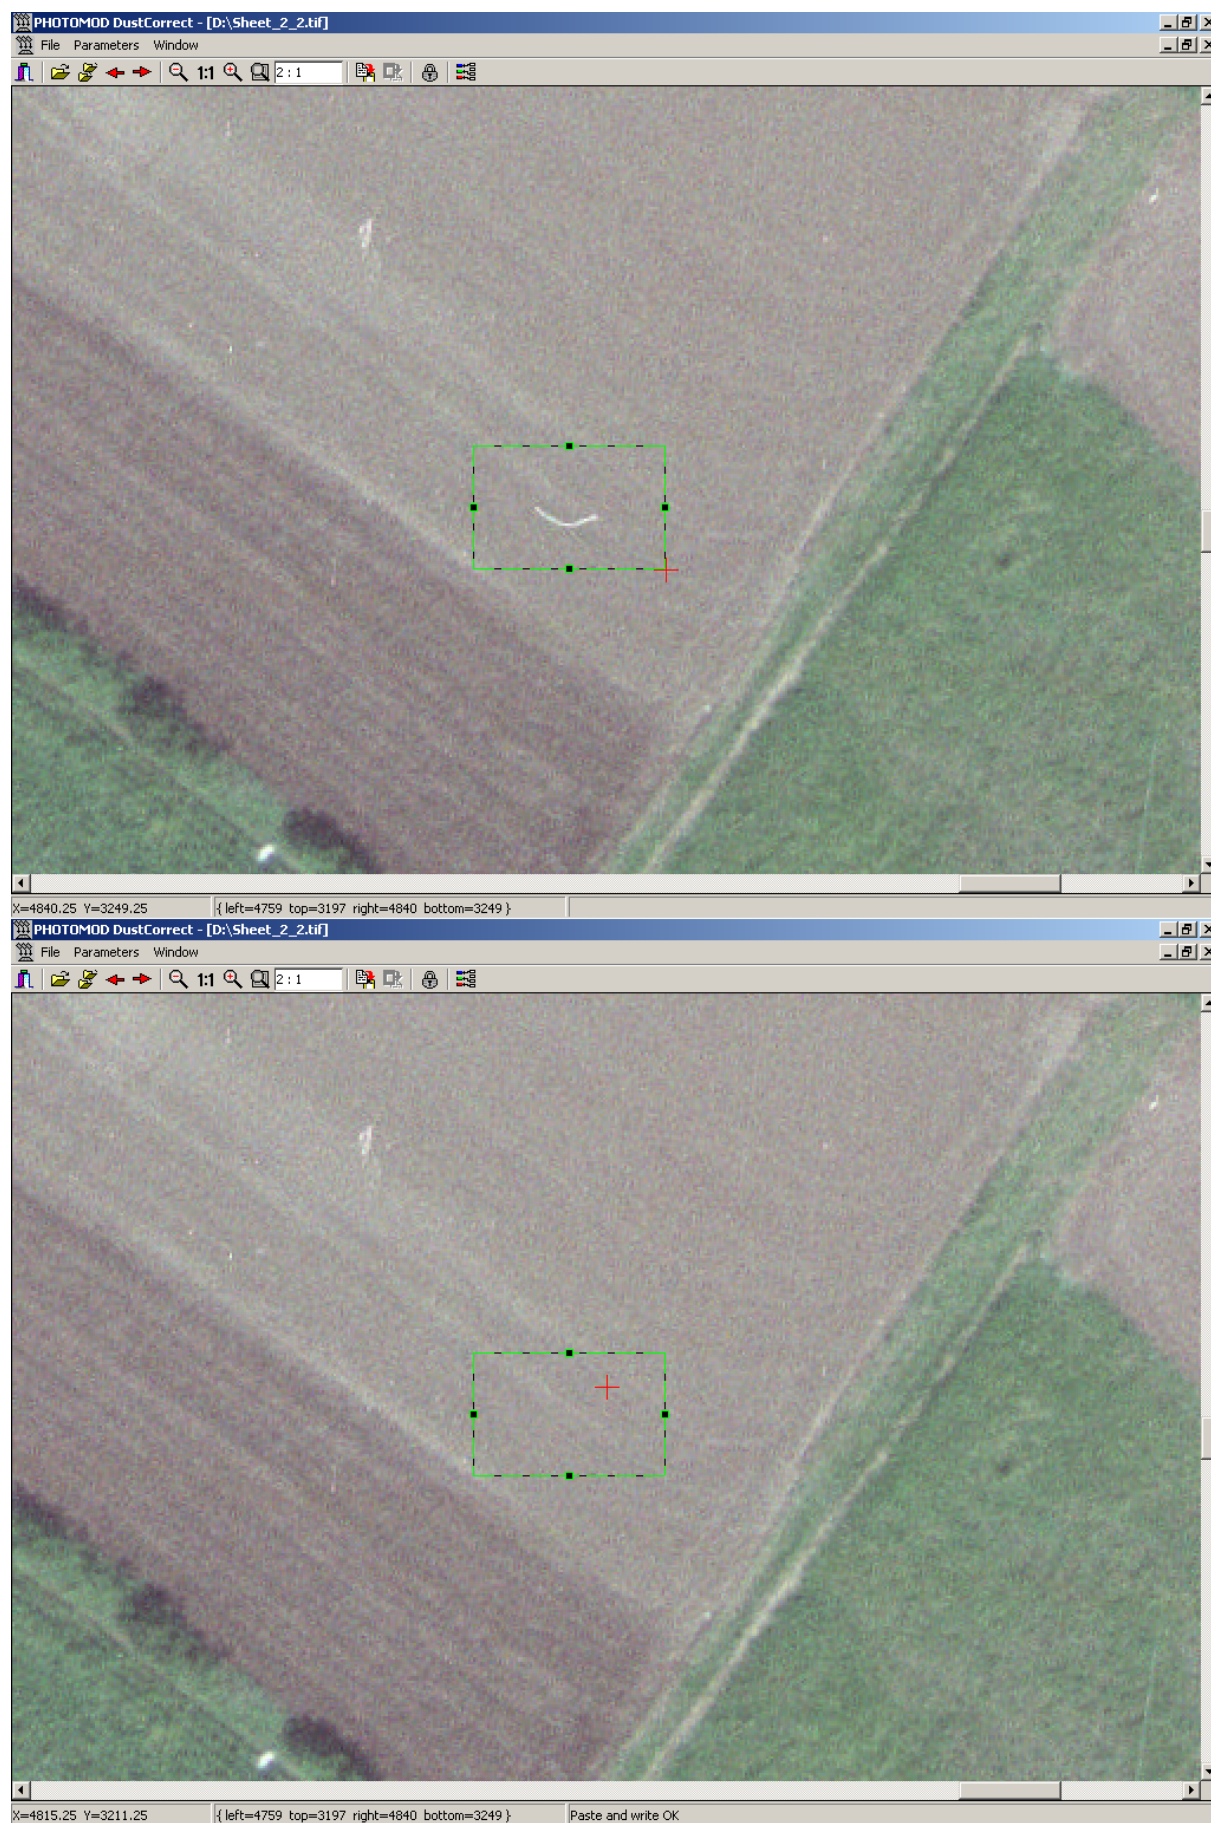 PHOTOMOD DustCorrect - [D:\Sheet_2_2.tif]
File Parameters Window
1:1 2 : 1
X=4840.25 Y=3249.25 { left=4759 top=3197 right=4840 bottom=3249 }
PHOTOMOD DustCorrect - [D:\Sheet_2_2.tif]
File Parameters Window
1:1 2 : 1
X=4815.25 Y=3211.25 { left=4759 top=3197 right=4840 bottom=3249 } Paste and write OK